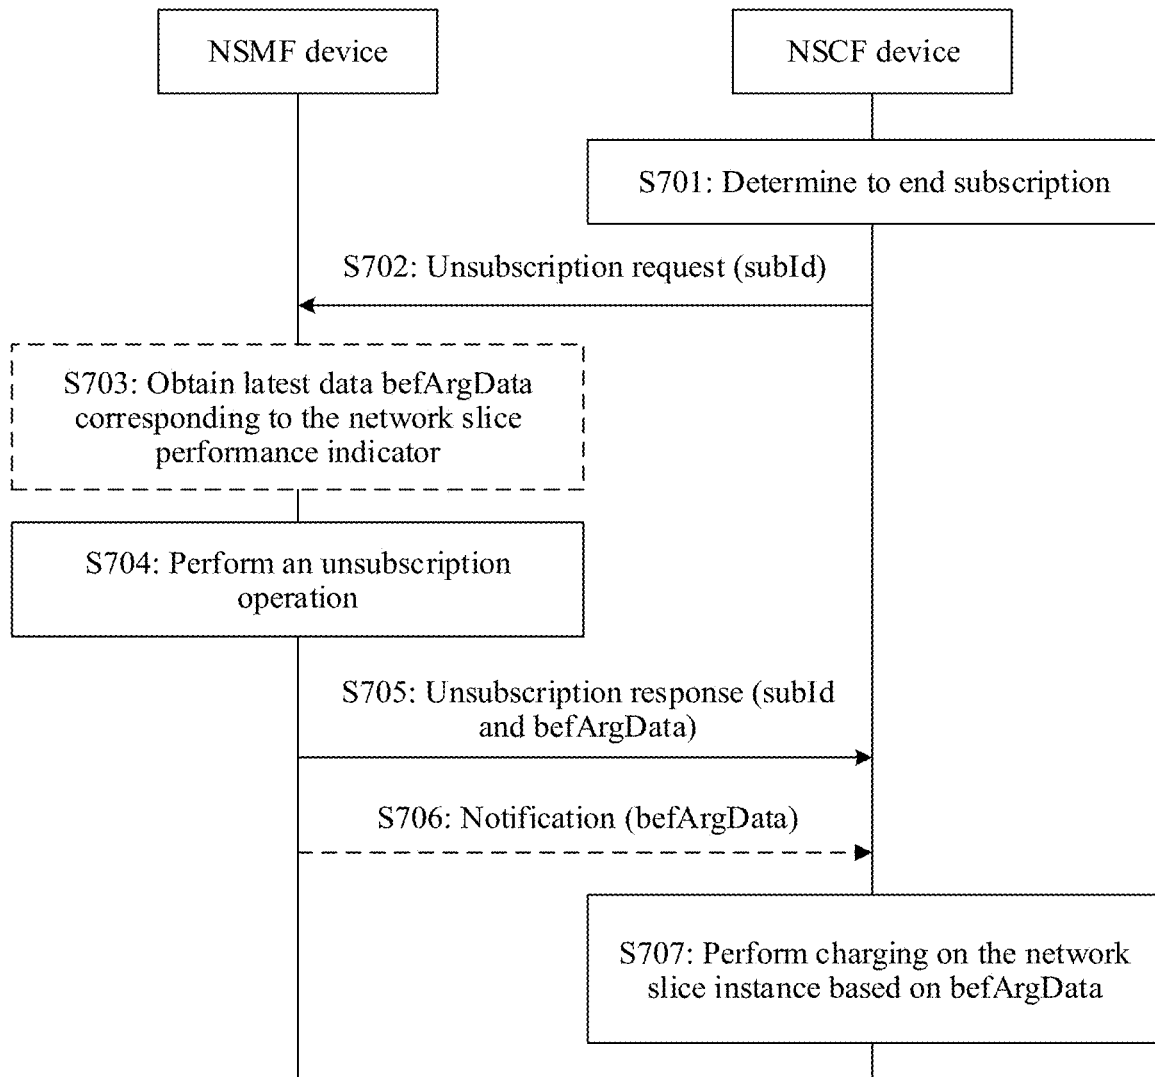 NSMF device
NSCF device
S701: Determine to end subscription
S702: Unsubscription request (subId)
S703: Obtain latest data befArgData
corresponding to the network slice
performance indicator
S704: Perform an unsubscription
operation
S705: Unsubscription response (subId
and befArgData)
S706: Notification (befArgData)
S707: Perform charging on the network
slice instance based on befArgData